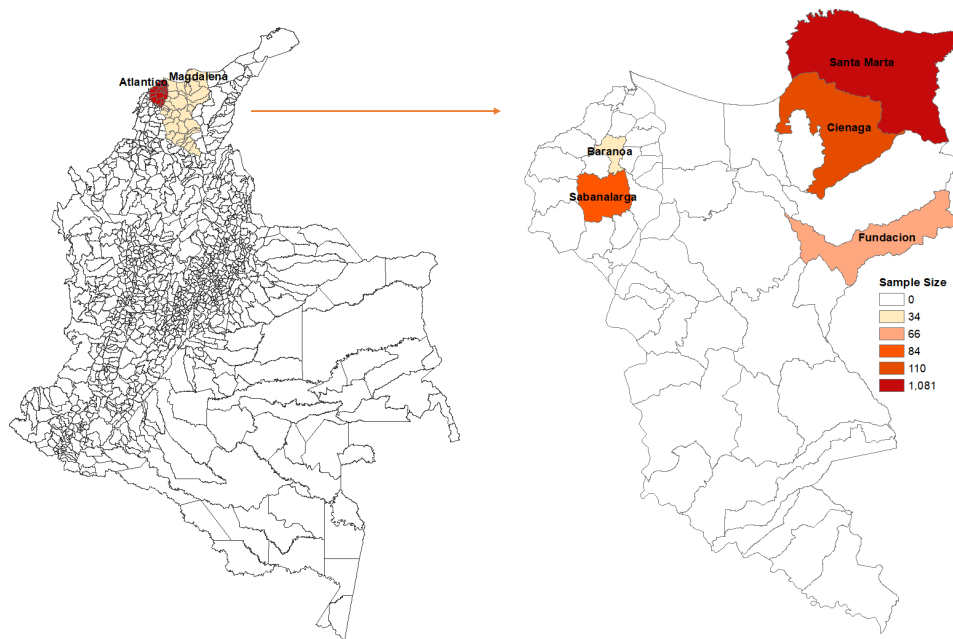 Magdalena
Atlantico
Santa Marta
Cienaga
Baranoa
Sabanalarga
Fundacion
Sample Size
0
34
66
84
110
1,081